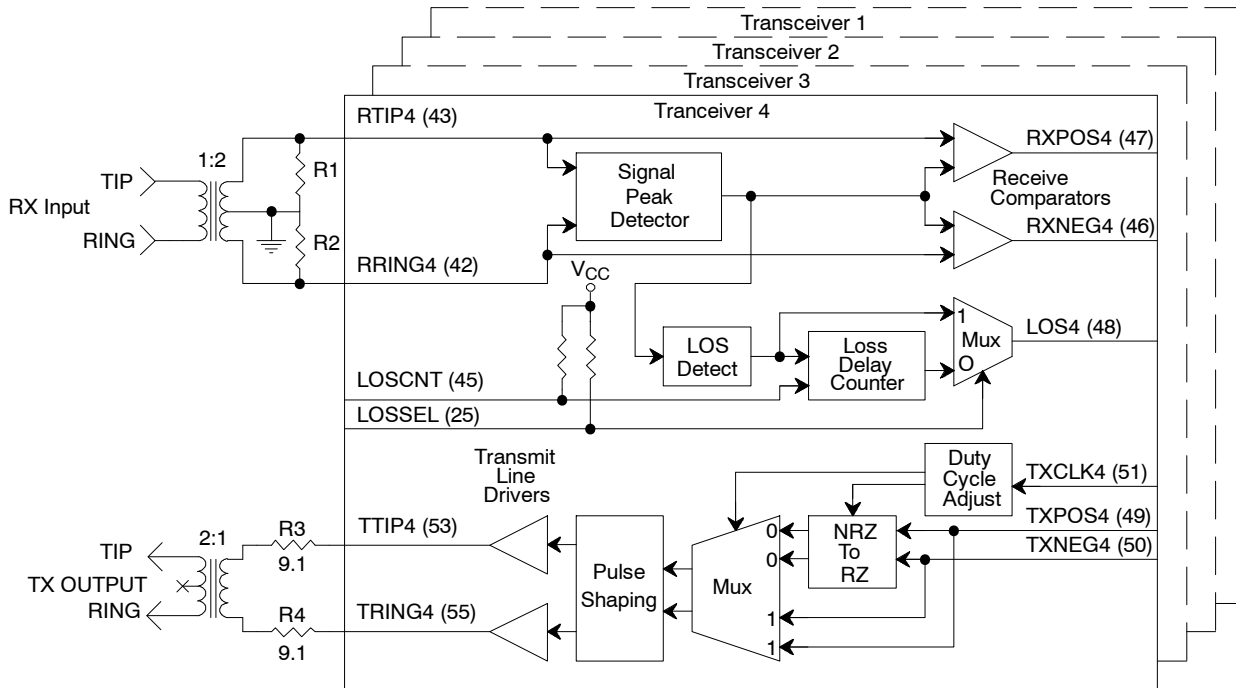 Transceiver 1
Transceiver 2
Transceiver 3
Tranceiver 4
RTIP4 (43)
RXPOS4 (47)
1:2
R1
TIP
RX Input
RING
R2
Signal
Peak
Detector
Receive
Comparators
RXNEG4 (46)
RRING4 (42)
VCC
LOS
Detect
Loss
Delay
Counter
1
Mux
O
LOS4 (48)
LOSCNT (45)
LOSSEL (25)
Transmit
Line
Drivers
Duty
Cycle
Adjust
TXCLK4 (51)
TXPOS4 (49)
TXNEG4 (50)
2:1
R3
9.1
TTIP4 (53)
TIP
TX OUTPUT
RING
R4
9.1
TRING4 (55)
Pulse
Shaping
Mux
0
0
1
1
NRZ
To
RZ